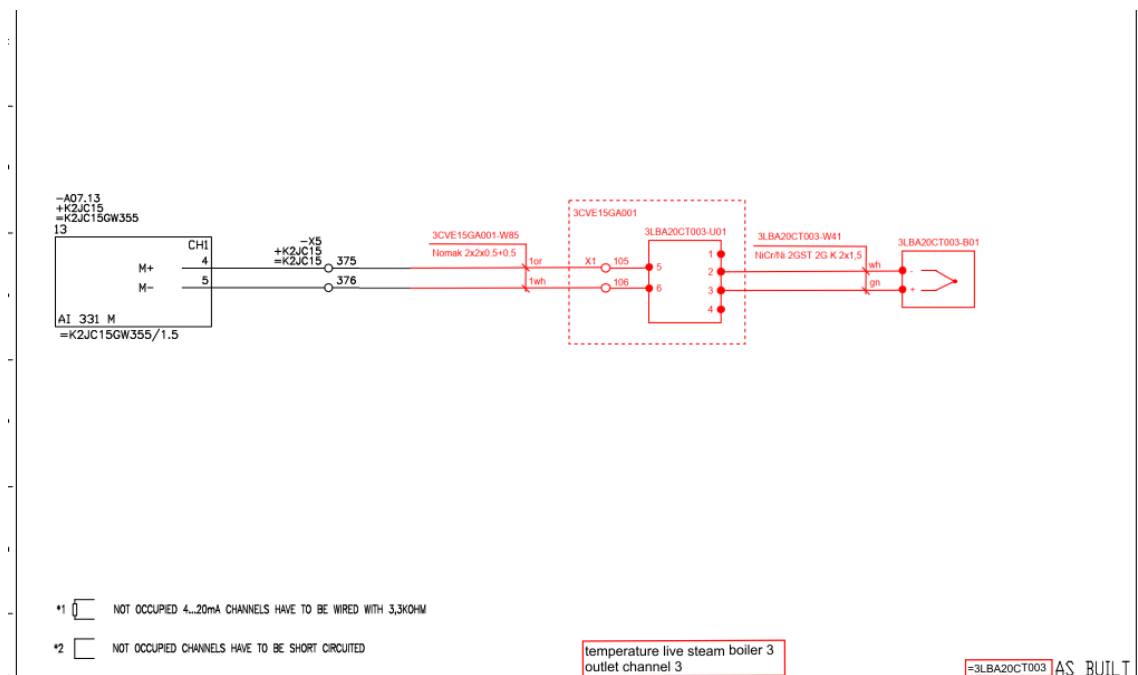 -A07.13
+K2JC15
=K2JC15GW355
13
CH1
M+ 4
M- 5
AI 331 M
=K2JC15GW355/1.5
-X5
+K2JC15
=K2JC15
375
376
3CVE15GA001-W85
Nomak 2x2x0.5+0.5
1or
1wh
3CVE15GA001
X1 105
106
3LBA20CT003-U01
5
6
1
2
3
4
3LBA20CT003-W41
NiCr/Ni 2GST 2G K 2x1,5
wh
gn
3LBA20CT003-B01
-
+
*1 NOT OCCUPIED 4...20mA CHANNELS HAVE TO BE WIRED WITH 3,3KOHM
*2 NOT OCCUPIED CHANNELS HAVE TO BE SHORT CIRCUITED
temperature live steam boiler 3
outlet channel 3
=3LBA20CT003 AS BUILT